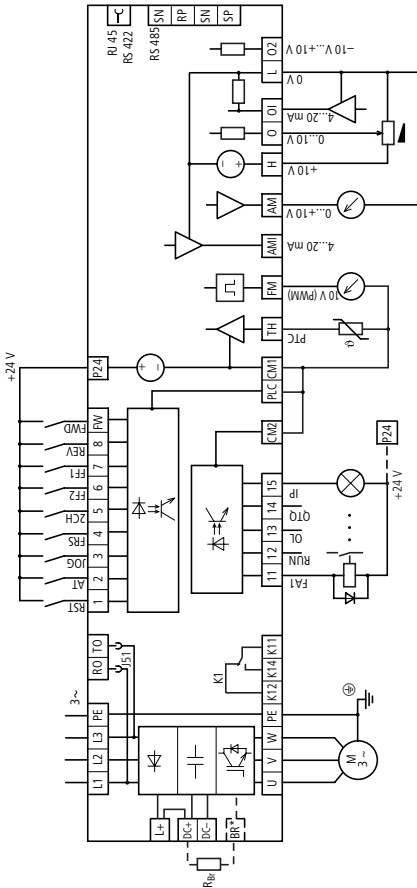 RJ 45
RS 422
RS 485
SN
RP
SN
SP
O2
−10 V...+10 V
L
0 V
OI
4...20 mA
O
0...10 V
H
+10 V
AM
0...+10 V
AMI
4...20 mA
FM
10 V (PWM)
TH
PTC
ϑ
+
−
+24 V
P24
+
−
CM1
PLC
CM2
FWD
FW
REV
8
FF1
7
FF2
6
2CH
5
FRS
4
JOG
3
AT
2
RST
1
15
IP
14
QTQ
13
OL
12
RUN
11
FA1
P24
+24 V
RO
TO
J51
K1
K11
K14
K12
3 ~
PE
L3
L2
L1
PE
W
V
U
M
3 ~
L+
DC+
DC−
BR*
RBr